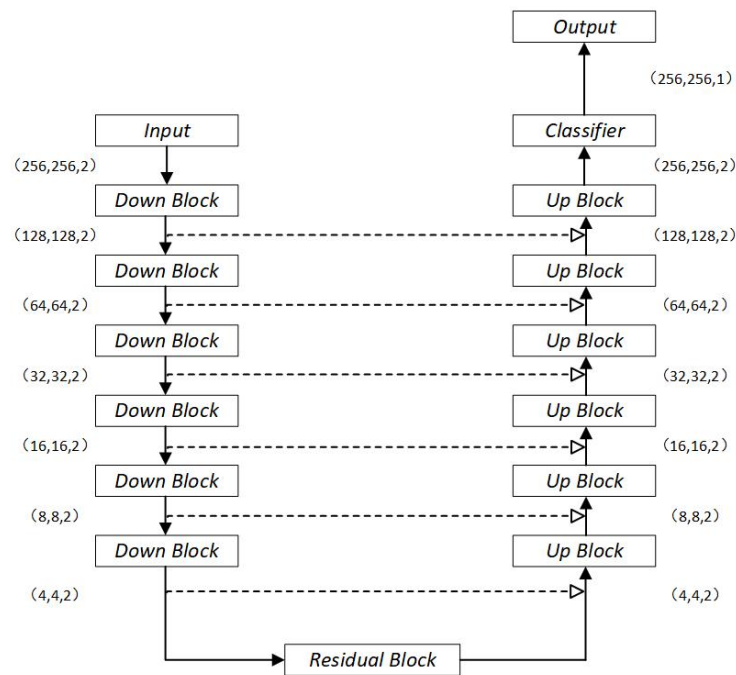 Output
（256,256,1）
Input
Classifier
（256,256,2）
（256,256,2）
Down Block
Up Block
（128,128,2）
（128,128,2）
Down Block
Up Block
（64,64,2）
（64,64,2）
Down Block
Up Block
（32,32,2）
（32,32,2）
Down Block
Up Block
（16,16,2）
（16,16,2）
Down Block
Up Block
（8,8,2）
（8,8,2）
Down Block
Up Block
（4,4,2）
（4,4,2）
Residual Block